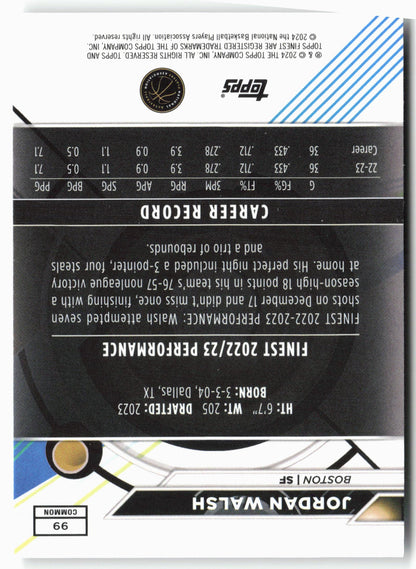 99
COMMON
JORDAN WALSH
BOSTON | SF
HT: 6'7" WT: 205 DRAFTED: 2023
BORN: 3-3-04, Dallas, TX
FINEST 2022/23 PERFORMANCE
FINEST 2022-2023 PERFORMANCE: Walsh attempted seven
shots on December 17 and didn't miss once, finishing with a
season-high 18 points in his team's 76-57 nonleague victory
at home. His perfect night included a 3-pointer, four steals
and a trio of rebounds.
CAREER RECORD
G FG% FT% 3PM RPG APG SPG BPG PPG
22-23 36 .433 .712 .278 3.9 0.9 1.1 0.5 7.1
Career 36 .433 .712 .278 3.9 0.9 1.1 0.5 7.1
topps
® & © 2024 THE TOPPS COMPANY, INC. ALL RIGHTS RESERVED. TOPPS AND
TOPPS FINEST ARE REGISTERED TRADEMARKS OF THE TOPPS COMPANY, INC.
© 2024 the National Basketball Players Association. All rights reserved.